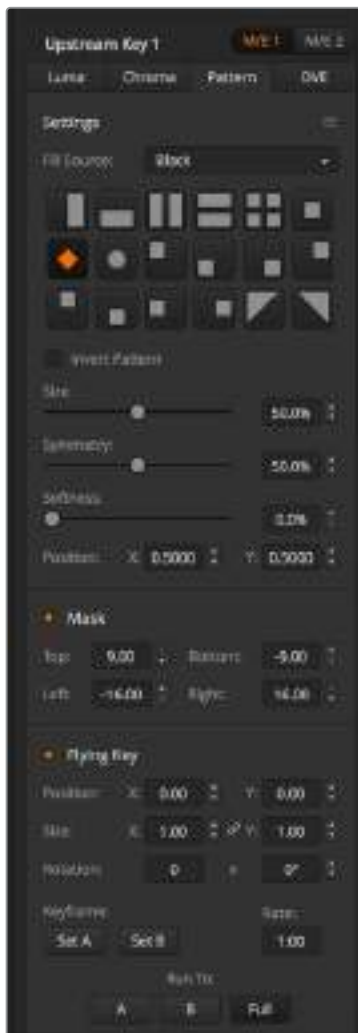 Upstream Key 1 M/E 1 M/E 2
Luma Chroma Pattern DVE
Settings
Fill Source: Black
Invert Pattern
Size:
50.0%
Symmetry:
50.0%
Softness:
0.0%
Position: X: 0.5000 Y: 0.5000
Mask
Top: 9.00 Bottom: -9.00
Left: -16.00 Right: 16.00
Flying Key
Position: X: 0.00 Y: 0.00
Size: X: 1.00 Y: 1.00
Rotation: 0 x 0°
Keyframe: Rate:
Set A Set B 1.00
Run To:
A B Full